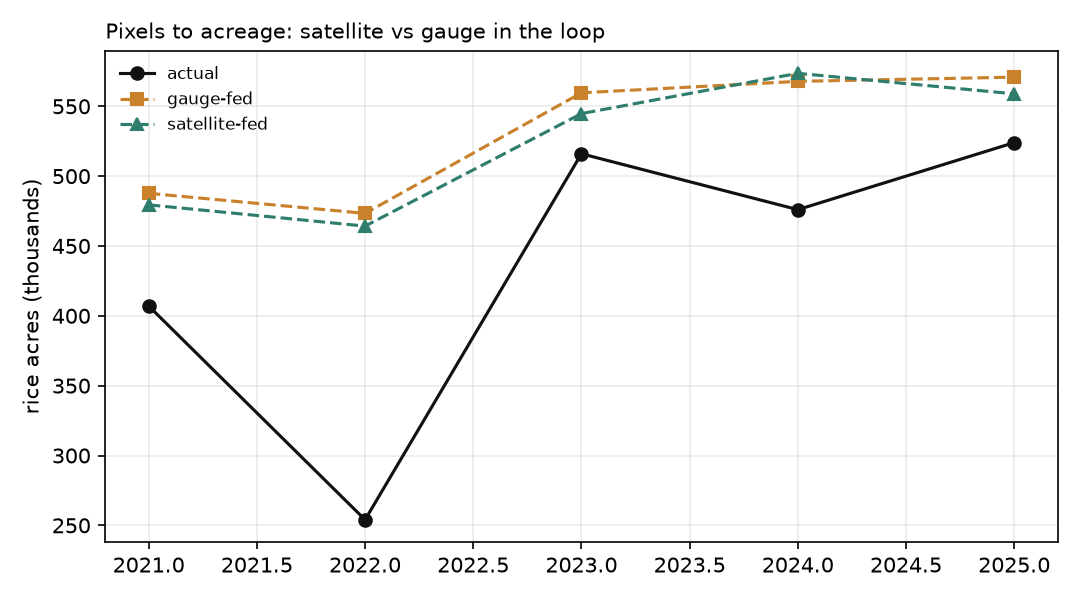 Pixels to acreage: satellite vs gauge in the loop
actual
gauge-fed
satellite-fed
rice acres (thousands)
550
500
450
400
350
300
250
2021.0 2021.5 2022.0 2022.5 2023.0 2023.5 2024.0 2024.5 2025.0